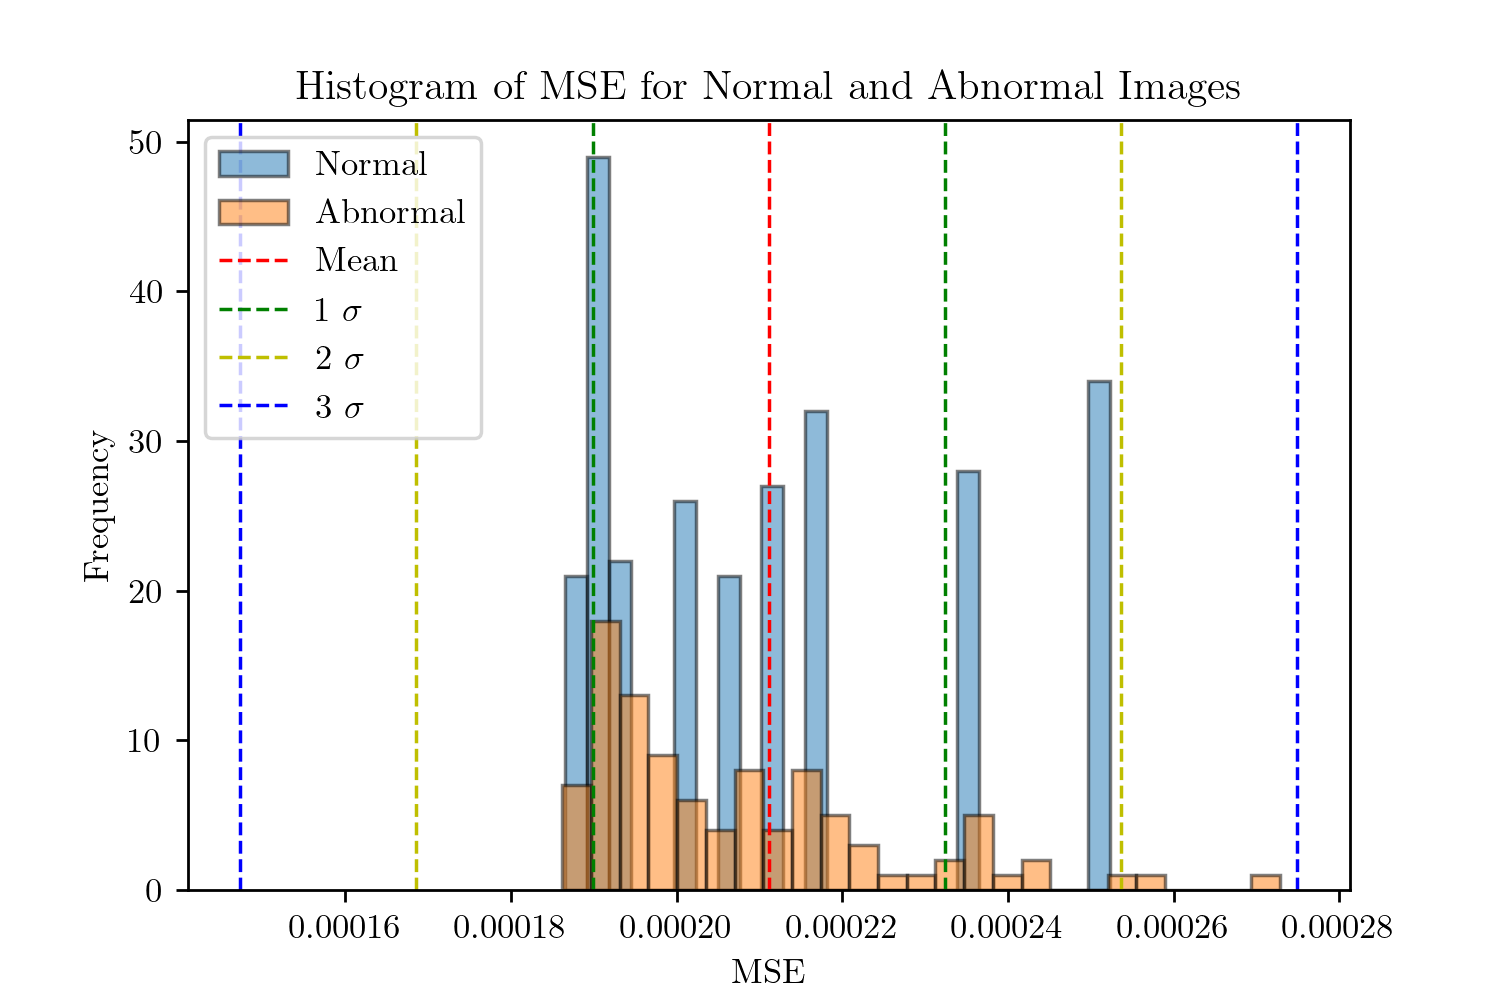 Histogram of MSE for Normal and Abnormal Images
50
40
30
20
10
0
Frequency
Normal
Abnormal
Mean
1 σ
2 σ
3 σ
0.00016 0.00018 0.00020 0.00022 0.00024 0.00026 0.00028
MSE